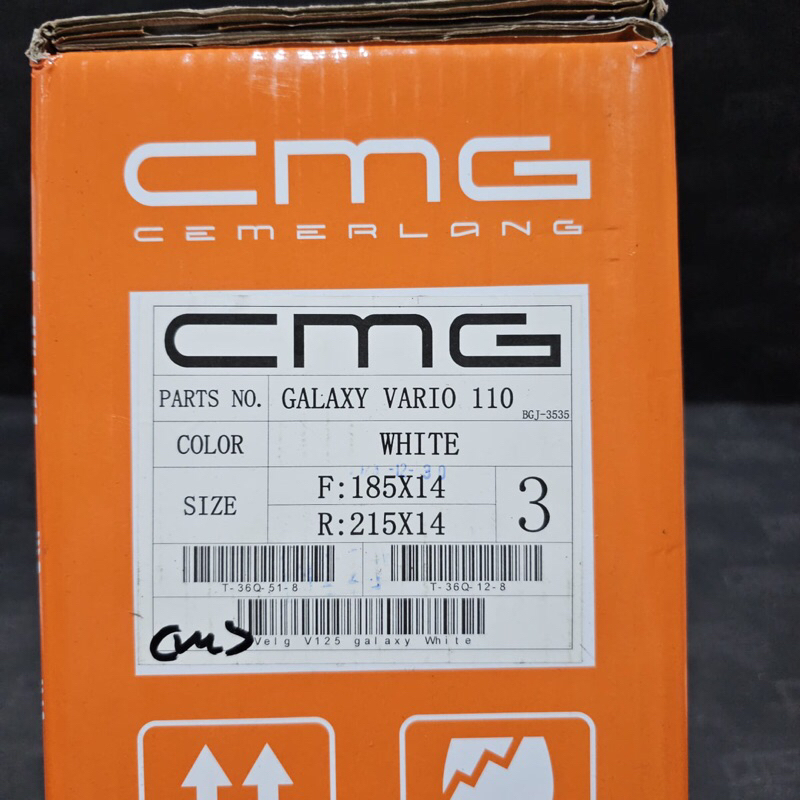 CMG
CEMERLANG
CMG
PARTS NO. GALAXY VARIO 110 BGJ-3535
COLOR WHITE
SIZE F:185X14 3
R:215X14
T-36Q-51-8 T-36Q-12-8
Velg V125 galaxy White